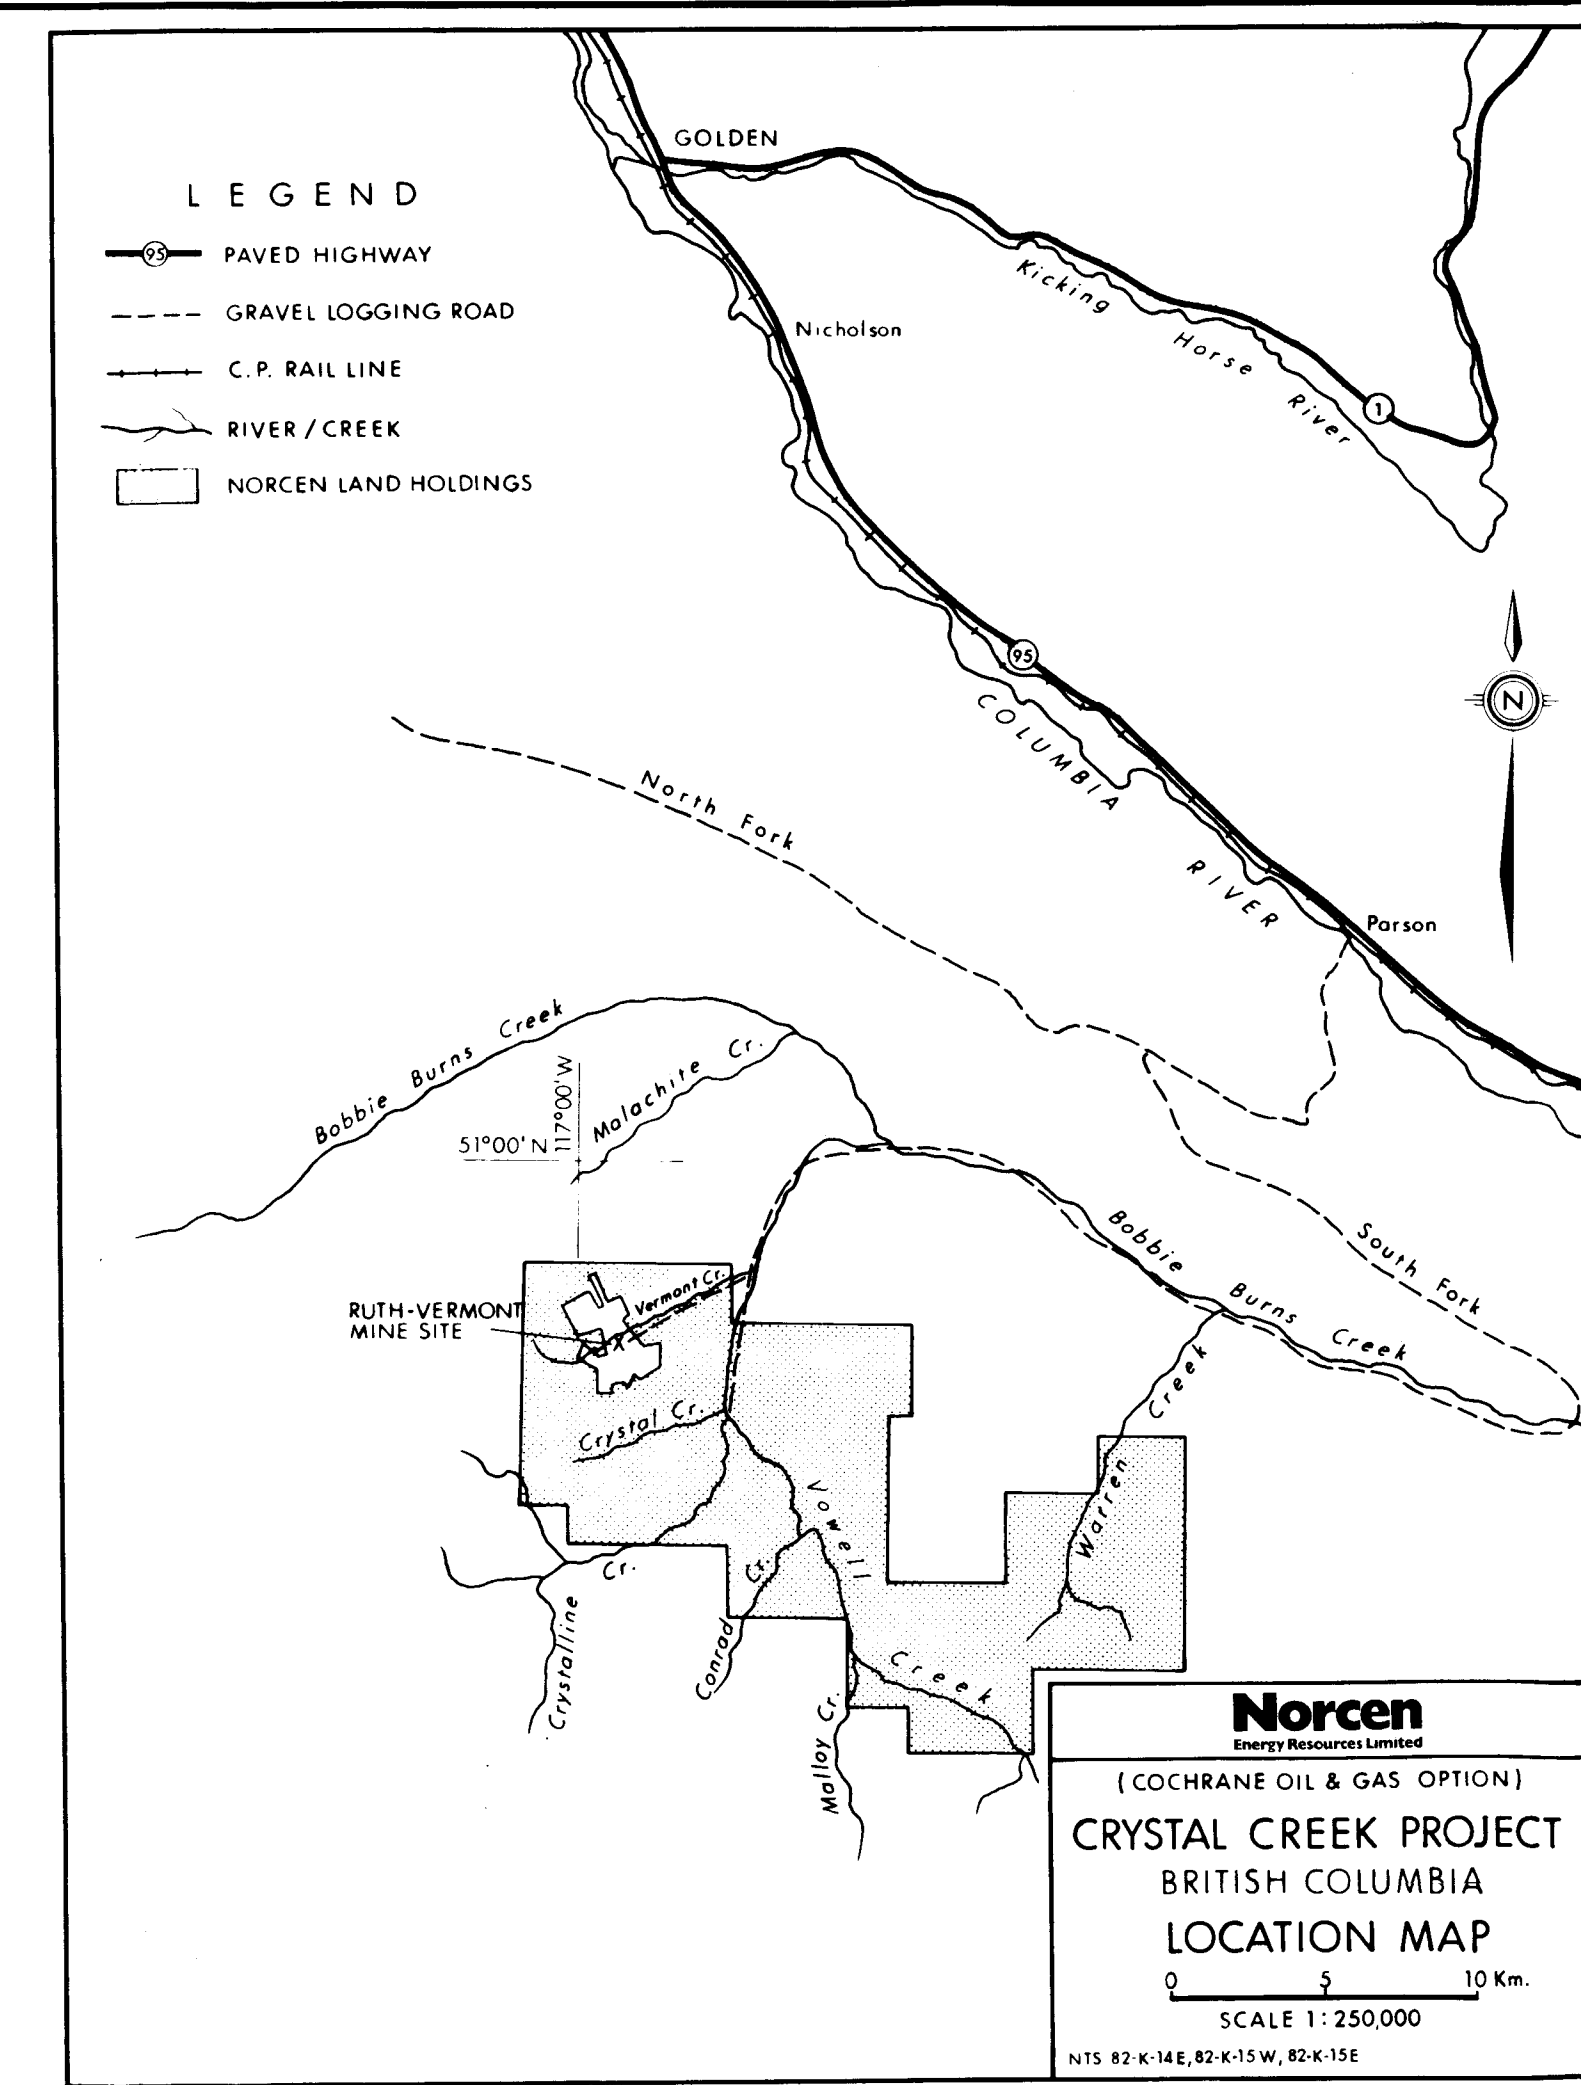 GOLDEN
LEGEND
95 PAVED HIGHWAY
GRAVEL LOGGING ROAD
C.P. RAIL LINE
RIVER / CREEK
NORCEN LAND HOLDINGS
Kicking Horse River
1
Nicholson
95
N
COLUMBIA RIVER
North Fork
Parson
Bobbie Burns Creek
Malachite Cr.
117°00'W
51°00'N
Bobbie Burns Creek
South Fork
Vermont Cr.
RUTH-VERMONT
MINE SITE
Crystal Cr.
Warren Creek
Vowell Creek
Crystalline Cr.
Conrad Cr.
Malloy Cr.
Norcen
Energy Resources Limited
(COCHRANE OIL & GAS OPTION)
CRYSTAL CREEK PROJECT
BRITISH COLUMBIA
LOCATION MAP
0 5 10 Km.
SCALE 1:250,000
NTS 82-K-14E, 82-K-15W, 82-K-15E